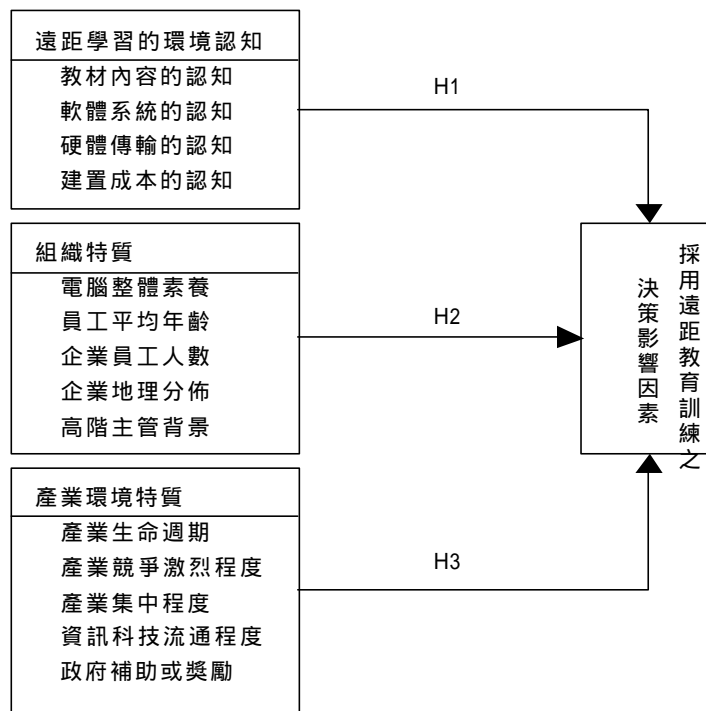 遠距學習的環境認知
教材內容的認知
軟體系統的認知
硬體傳輸的認知
建置成本的認知
H1
組織特質
電腦整體素養
員工平均年齡
企業員工人數
企業地理分佈
高階主管背景
H2
採用遠距教育訓練之
決策影響因素
產業環境特質
產業生命週期
產業競爭激烈程度
產業集中程度
資訊科技流通程度
政府補助或獎勵
H3